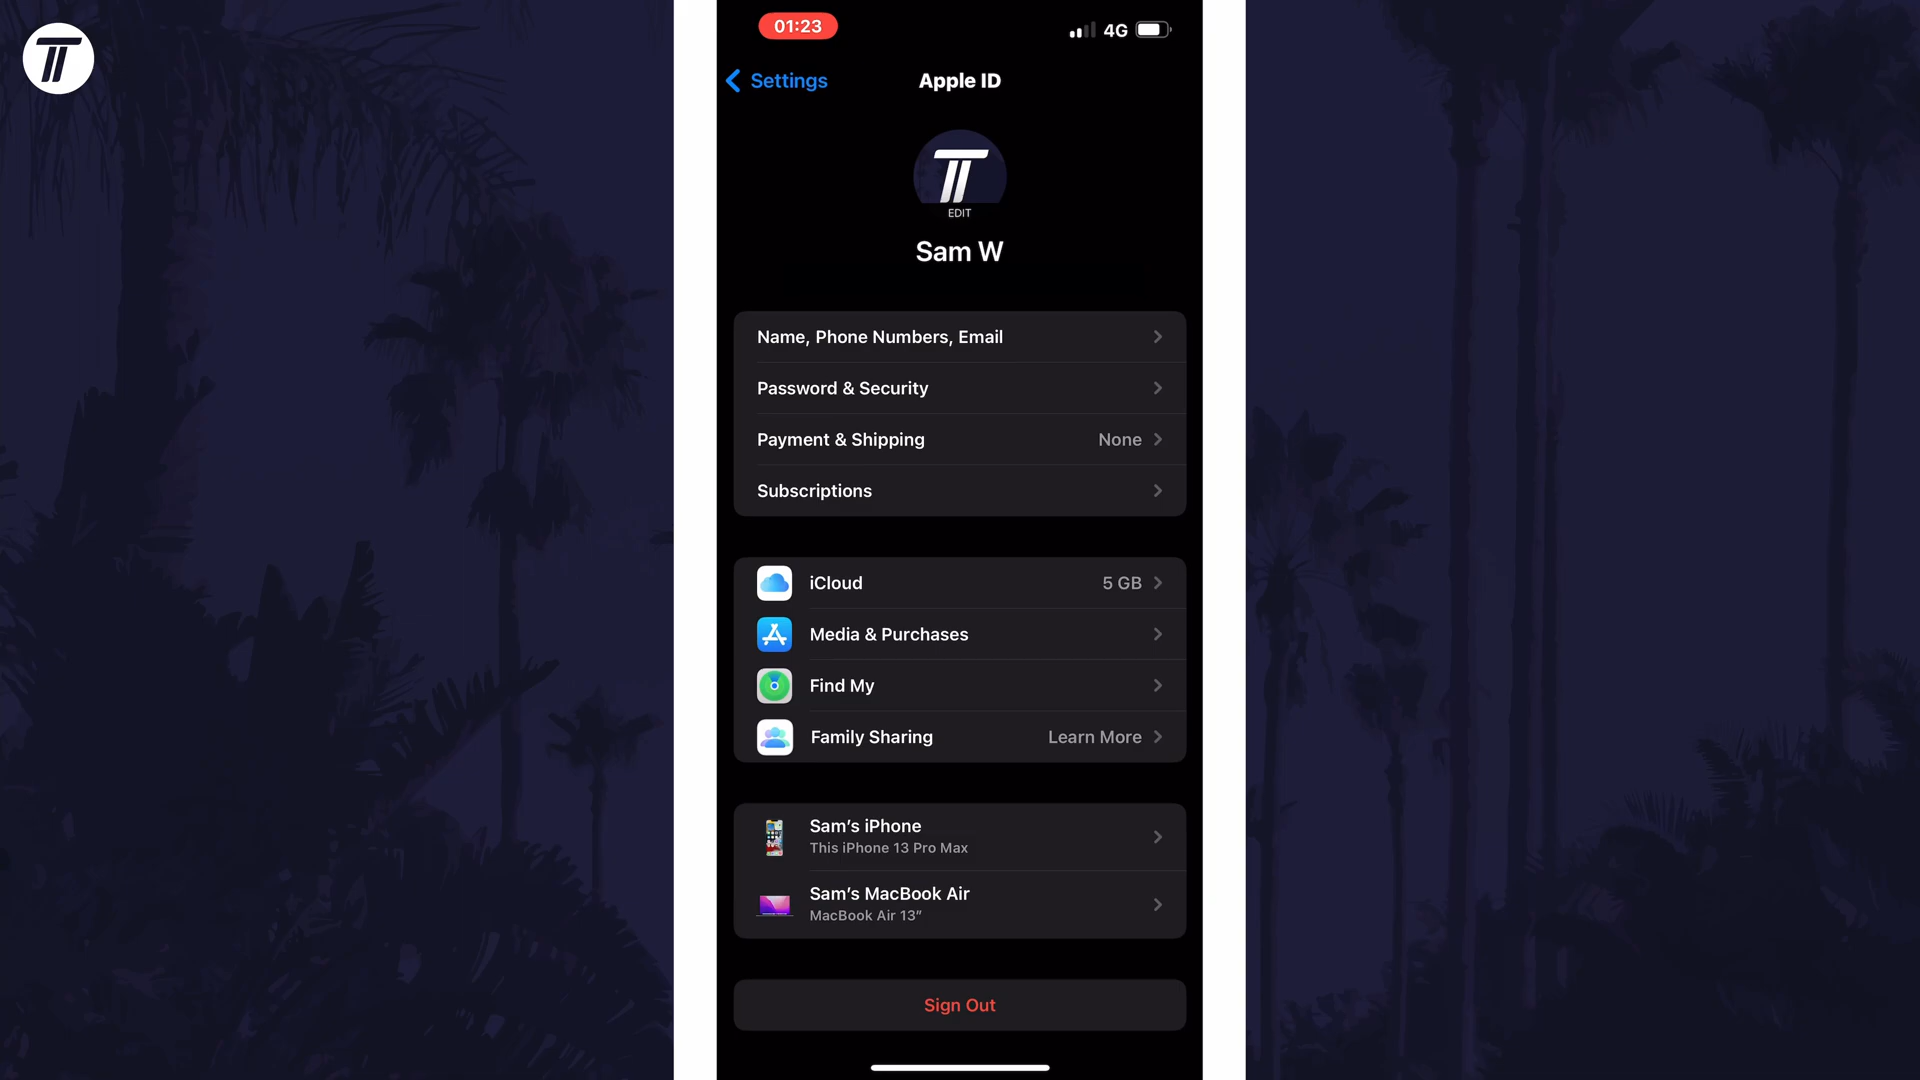 01:23
4G
Settings
Apple ID
EDIT
Sam W
Name, Phone Numbers, Email
Password & Security
Payment & Shipping None
Subscriptions
iCloud 5 GB
Media & Purchases
Find My
Family Sharing Learn More
Sam's iPhone
This iPhone 13 Pro Max
Sam's MacBook Air
MacBook Air 13"
Sign Out